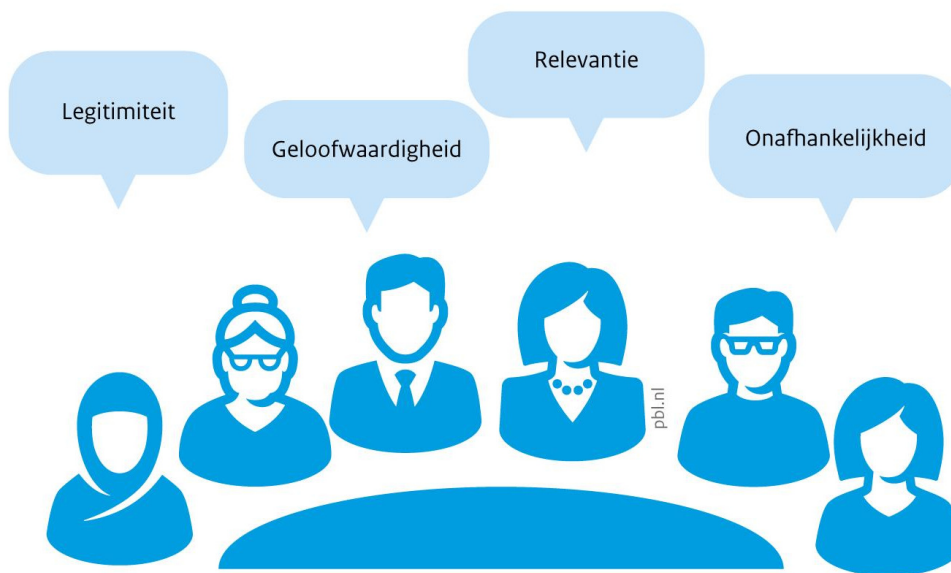 Legitimiteit
Geloofwaardigheid
Relevantie
Onafhankelijkheid
pbl.nl